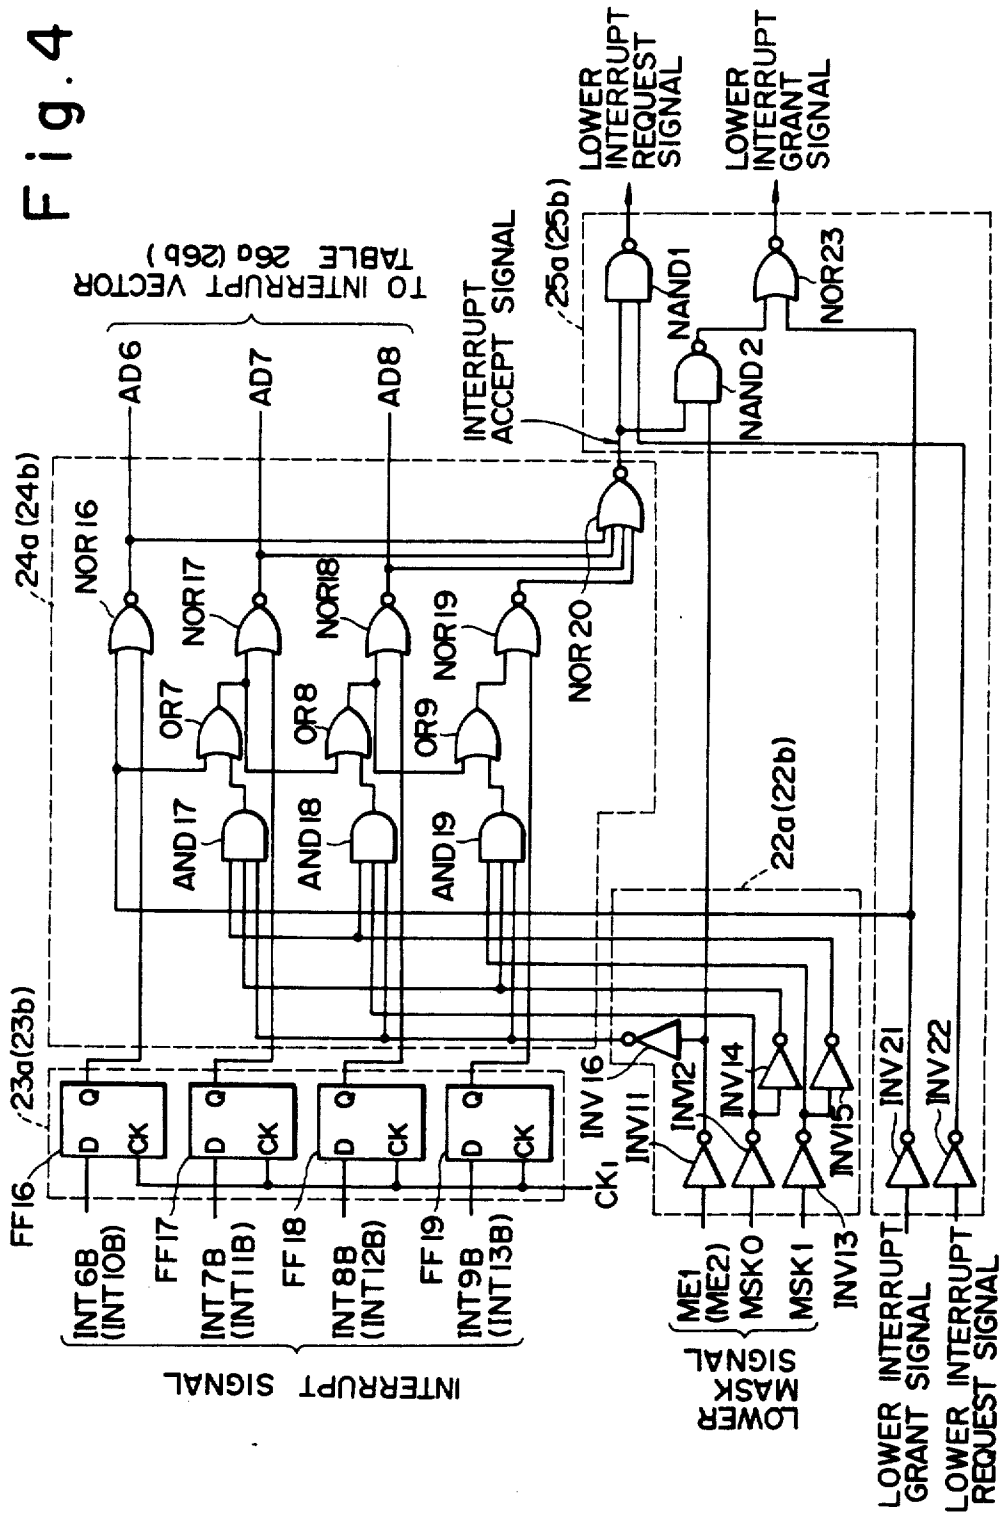 Fig.4
24a(24b)
NOR16
AD6
TO INTERRUPT VECTOR
TABLE 26a(26b)
NOR17
AD7
OR7
NOR18
AD8
OR8
NOR19
OR9
NOR20
AND17
AND18
AND19
INTERRUPT
ACCEPT SIGNAL
25a(25b)
NAND1
NAND2
NOR23
LOWER
INTERRUPT
REQUEST
SIGNAL
LOWER
INTERRUPT
GRANT
SIGNAL
22a(22b)
23a(23b)
FF16
D
Q
CK
FF17
D
Q
CK
FF18
D
Q
CK
FF19
D
Q
CK
CK1
INT6B
(INT10B)
INT7B
(INT11B)
INT8B
(INT12B)
INT9B
(INT13B)
INTERRUPT SIGNAL
INV16
INV11
INV12
INV14
INV15
INV13
INV21
INV22
ME1
(ME2)
MSK0
MSK1
LOWER
MASK
SIGNAL
LOWER INTERRUPT
GRANT SIGNAL
LOWER INTERRUPT
REQUEST SIGNAL